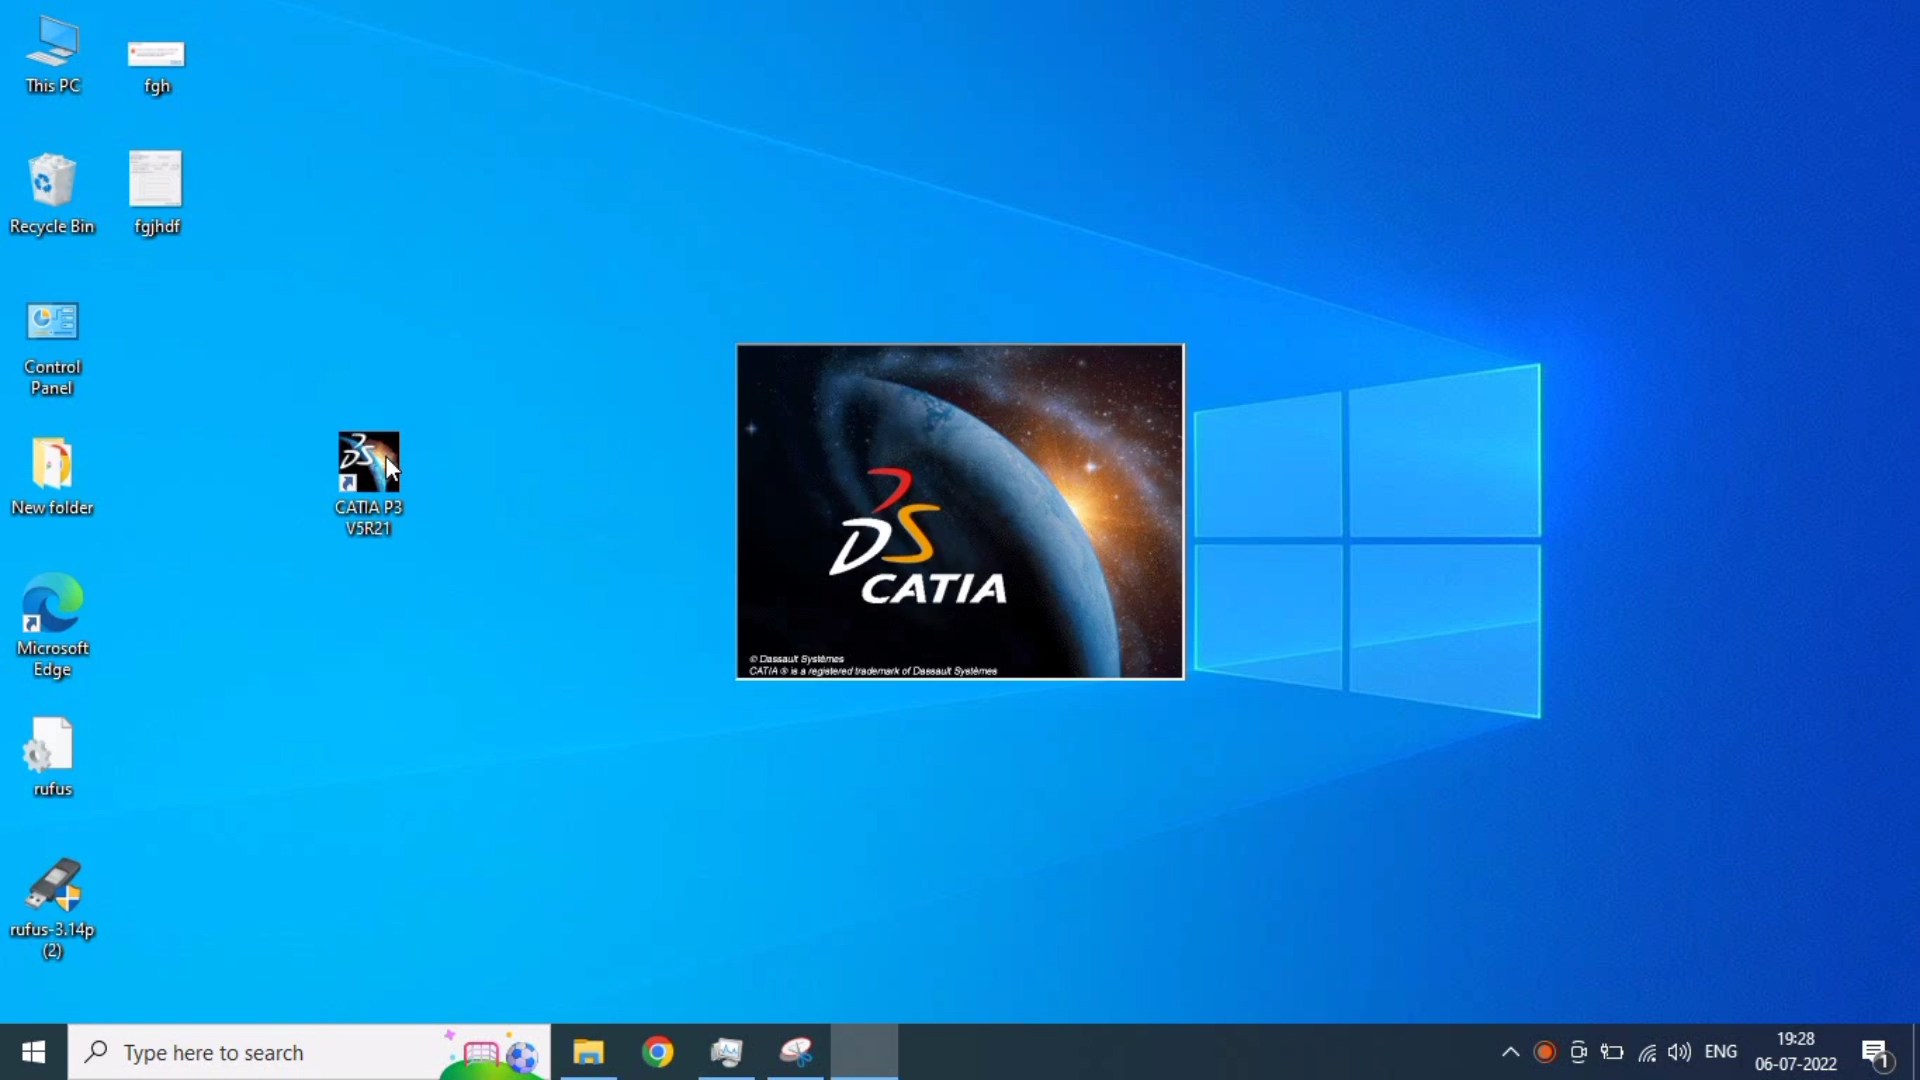 This PC
fgh
Recycle Bin
fgjhdf
Control
Panel
New folder
CATIA P3
V5R21
Microsoft
Edge
rufus
rufus-3.14p
(2)
DS
CATIA
© Dassault Systèmes
CATIA ® is a registered trademark of Dassault Systèmes
Type here to search
ENG
19:28
06-07-2022
1